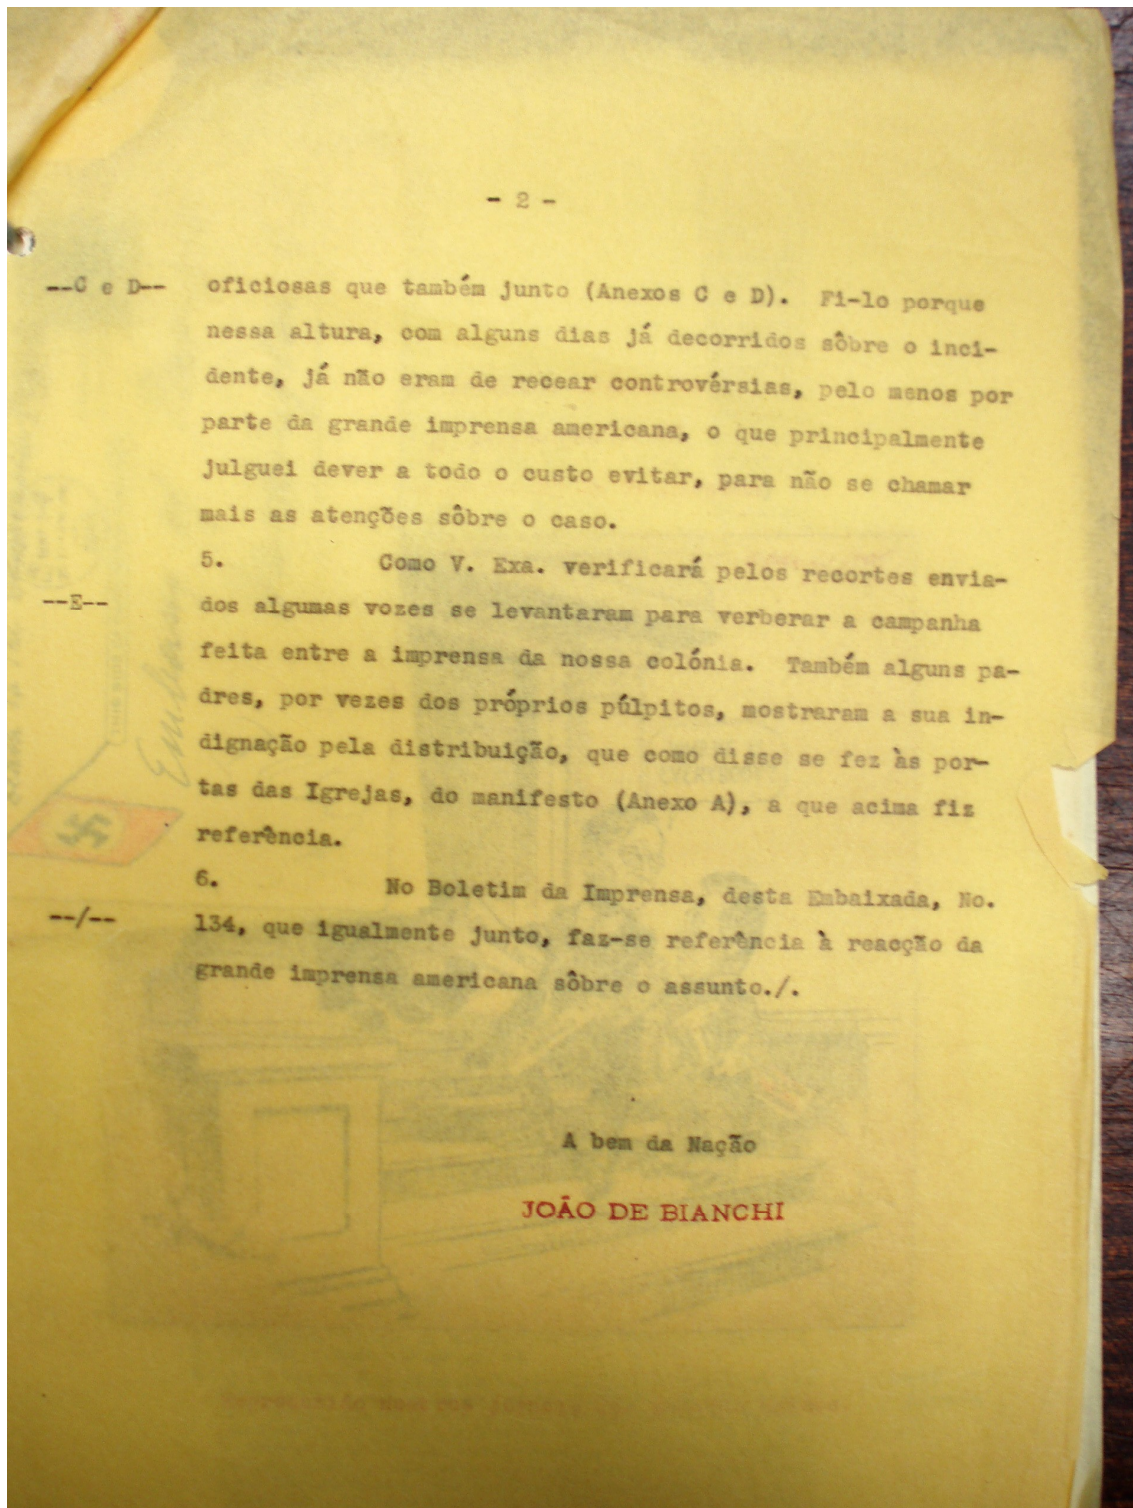 - 2 -
--C e D-- oficiosas que também junto (Anexos C e D). Fi-lo porque
nessa altura, com alguns dias já decorridos sôbre o inci-
dente, já não eram de recear controvérsias, pelo menos por
parte da grande imprensa americana, o que principalmente
julguei dever a todo o custo evitar, para não se chamar
mais as atenções sôbre o caso.
5. Como V. Exa. verificará pelos recortes envia-
--E-- dos algumas vozes se levantaram para verberar a campanha
feita entre a imprensa da nossa colónia. Também alguns pa-
dres, por vezes dos próprios púlpitos, mostraram a sua in-
dignação pela distribuição, que como disse se fez às por-
tas das Igrejas, do manifesto (Anexo A), a que acima fiz
referência.
6. No Boletim da Imprensa, desta Embaixada, No.
--/-- 134, que igualmente junto, faz-se referência à reacção da
grande imprensa americana sôbre o assunto./.
A bem da Nação
JOÃO DE BIANCHI